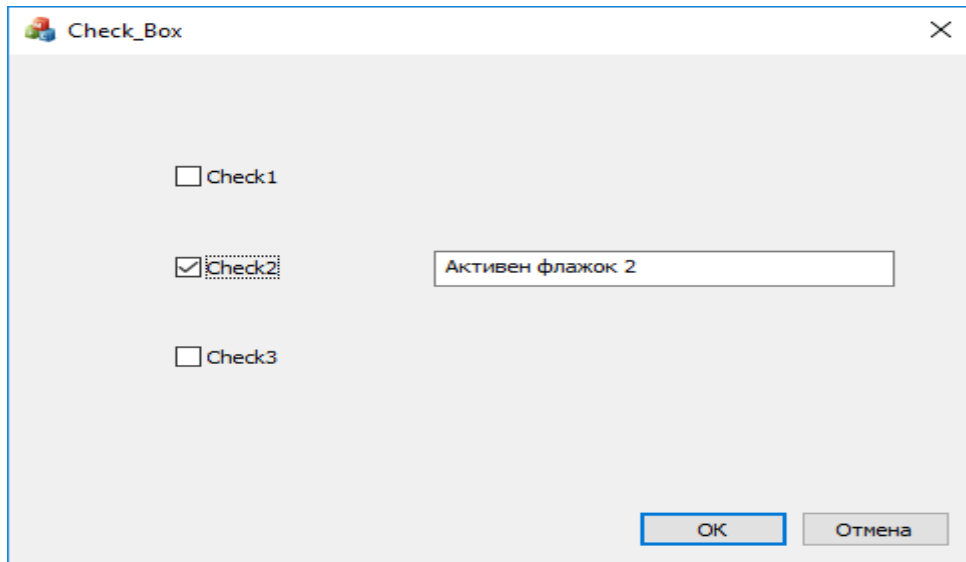 Check_Box
Check1
Check2
Активен флажок 2
Check3
OK
Отмена